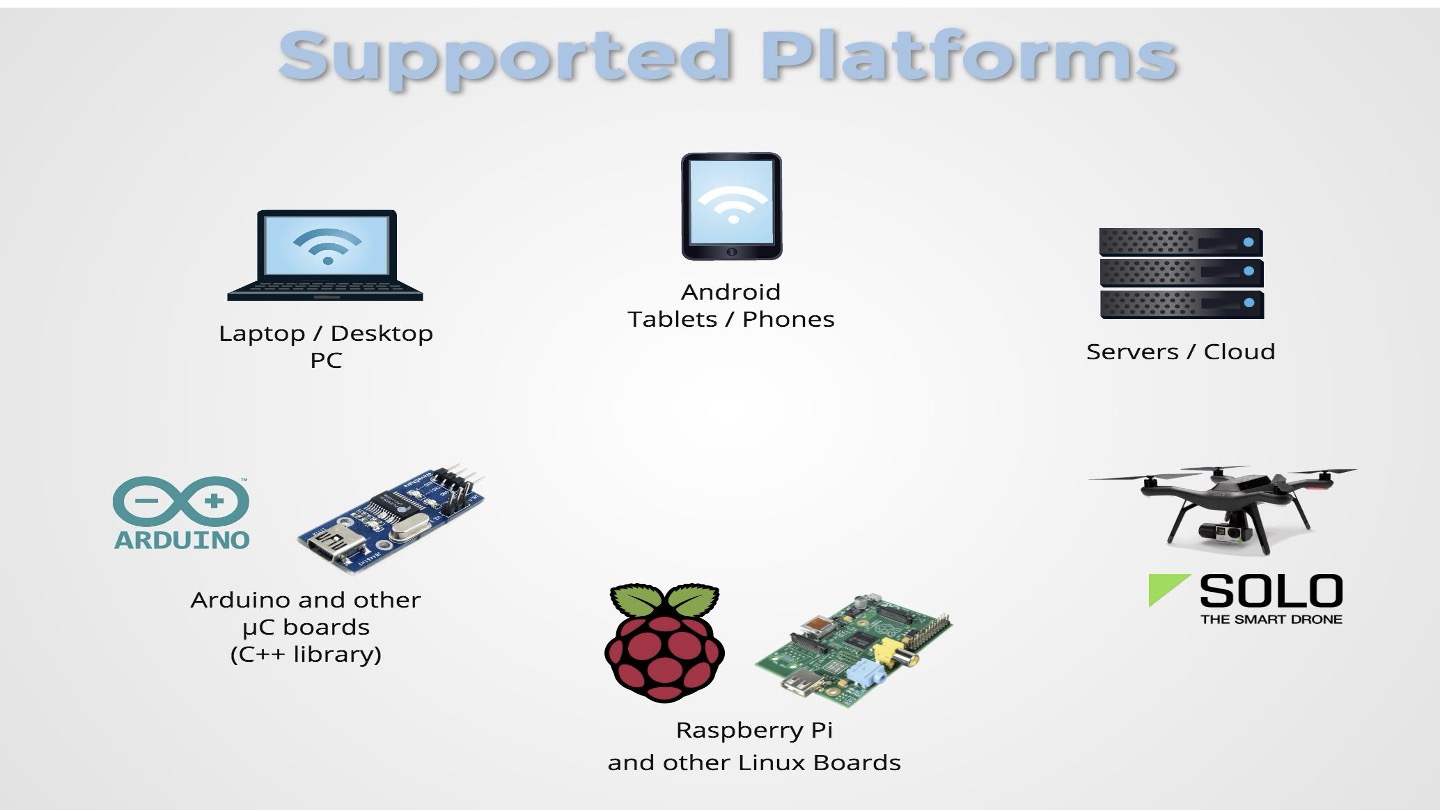 Supported Platforms
Android
Tablets / Phones
Laptop / Desktop
PC
Servers / Cloud
ARDUINO
™
Arduino and other
µC boards
(C++ library)
SOLO
THE SMART DRONE
Raspberry Pi
and other Linux Boards